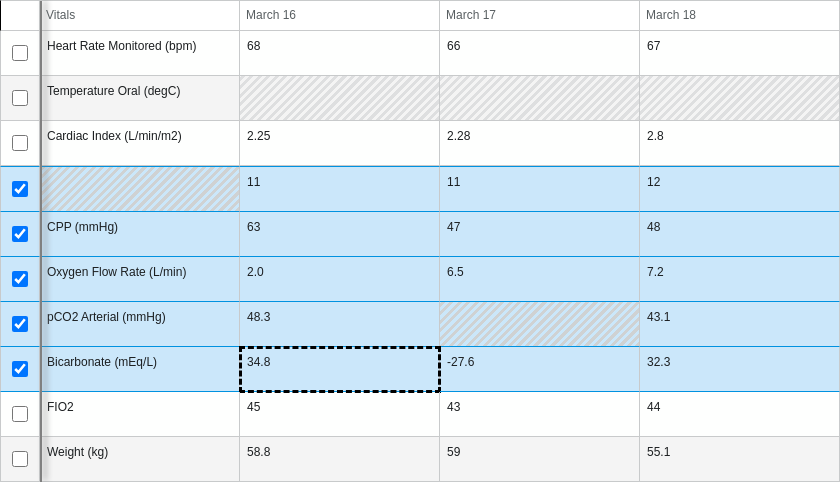 Vitals March 16 March 17 March 18
Heart Rate Monitored (bpm) 68 66 67
Temperature Oral (degC)
Cardiac Index (L/min/m2) 2.25 2.28 2.8
11 11 12
CPP (mmHg) 63 47 48
Oxygen Flow Rate (L/min) 2.0 6.5 7.2
pCO2 Arterial (mmHg) 48.3 43.1
Bicarbonate (mEq/L) 34.8 -27.6 32.3
FIO2 45 43 44
Weight (kg) 58.8 59 55.1